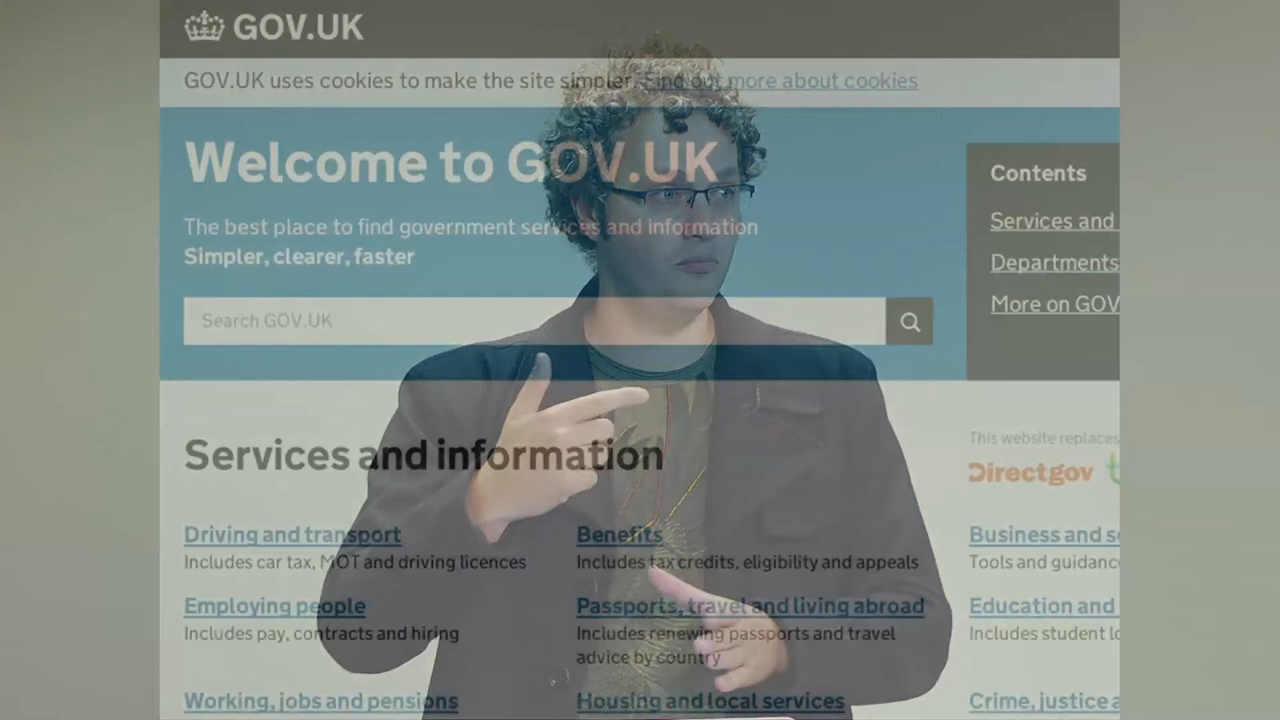 GOV.UK
GOV.UK uses cookies to make the site simpler. Find out more about cookies
Welcome to GOV.UK
The best place to find government services and information
Simpler, clearer, faster
Search GOV.UK
Contents
Services and
Departments
More on GOV
Services and information
This website replaces
Directgov
Driving and transport
Includes car tax, MOT and driving licences
Benefits
Includes tax credits, eligibility and appeals
Business and s
Tools and guidanc
Employing people
Includes pay, contracts and hiring
Passports, travel and living abroad
Includes renewing passports and travel
advice by country
Education and
Includes student lo
Working, jobs and pensions
Housing and local services
Crime, justice a